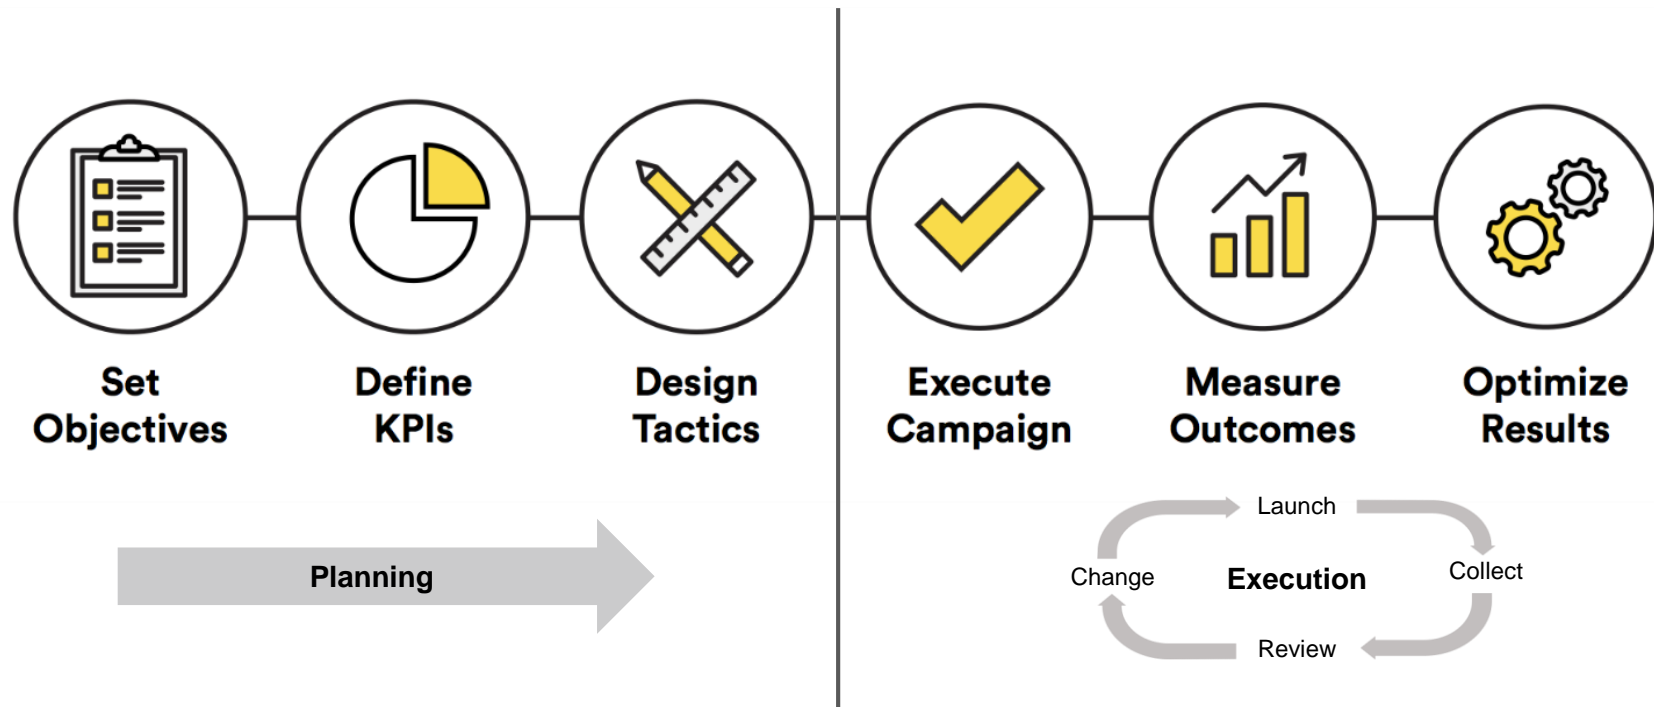 Set
Objectives
Define
KPIs
Design
Tactics
Execute
Campaign
Measure
Outcomes
Optimize
Results
Planning
Launch
Change
Execution
Collect
Review